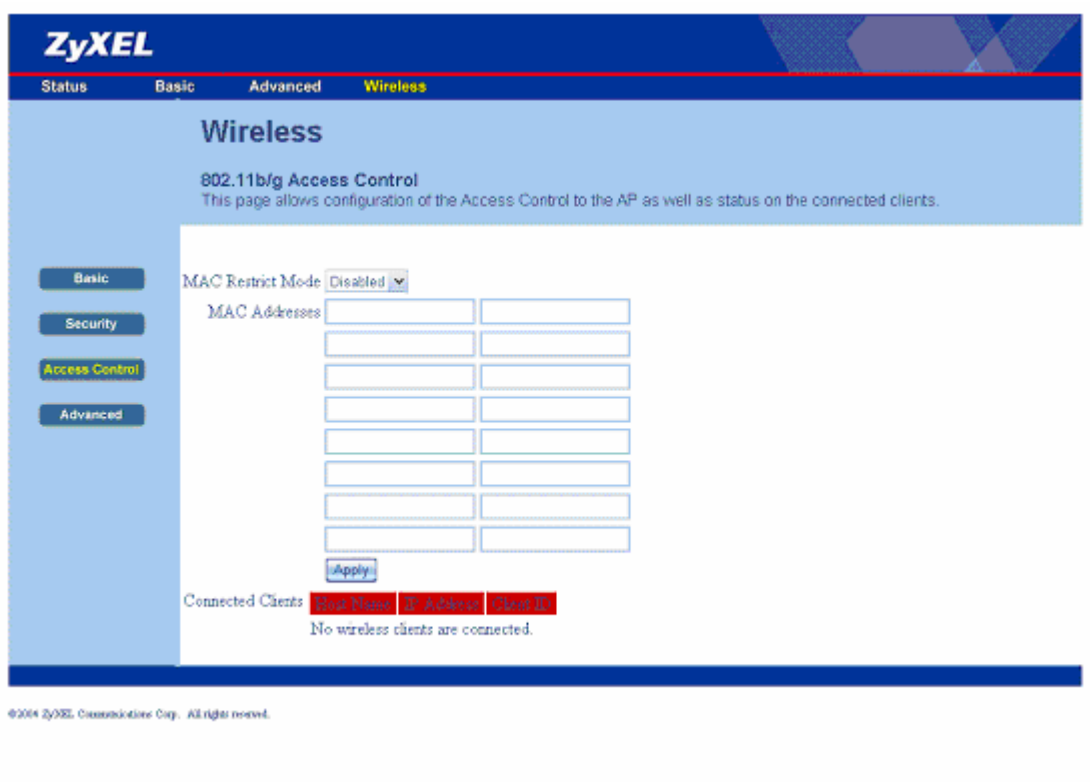 ZyXEL
Status Basic Advanced Wireless
Wireless
802.11b/g Access Control
This page allows configuration of the Access Control to the AP as well as status on the connected clients.
Basic
Security
Access Control
Advanced
MAC Restrict Mode Disabled
MAC Addresses
Apply
Connected Clients Host Name IP Address Client ID
No wireless clients are connected.
©2004 ZyXEL Communications Corp. All rights reserved.